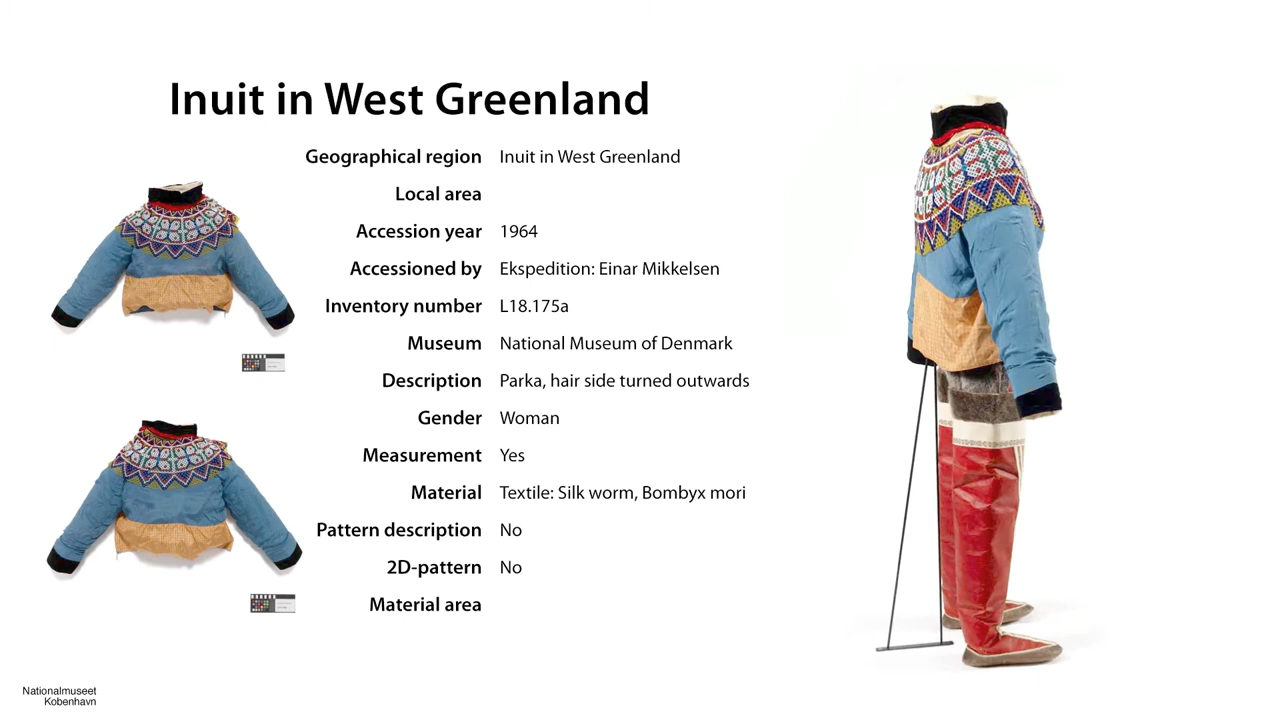 Inuit in West Greenland
Geographical region Inuit in West Greenland
Local area
Accession year 1964
Accessioned by Ekspedition: Einar Mikkelsen
Inventory number L18.175a
Museum National Museum of Denmark
Description Parka, hair side turned outwards
Gender Woman
Measurement Yes
Material Textile: Silk worm, Bombyx mori
Pattern description No
2D-pattern No
Material area
Nationalmuseet
Kobenhavn